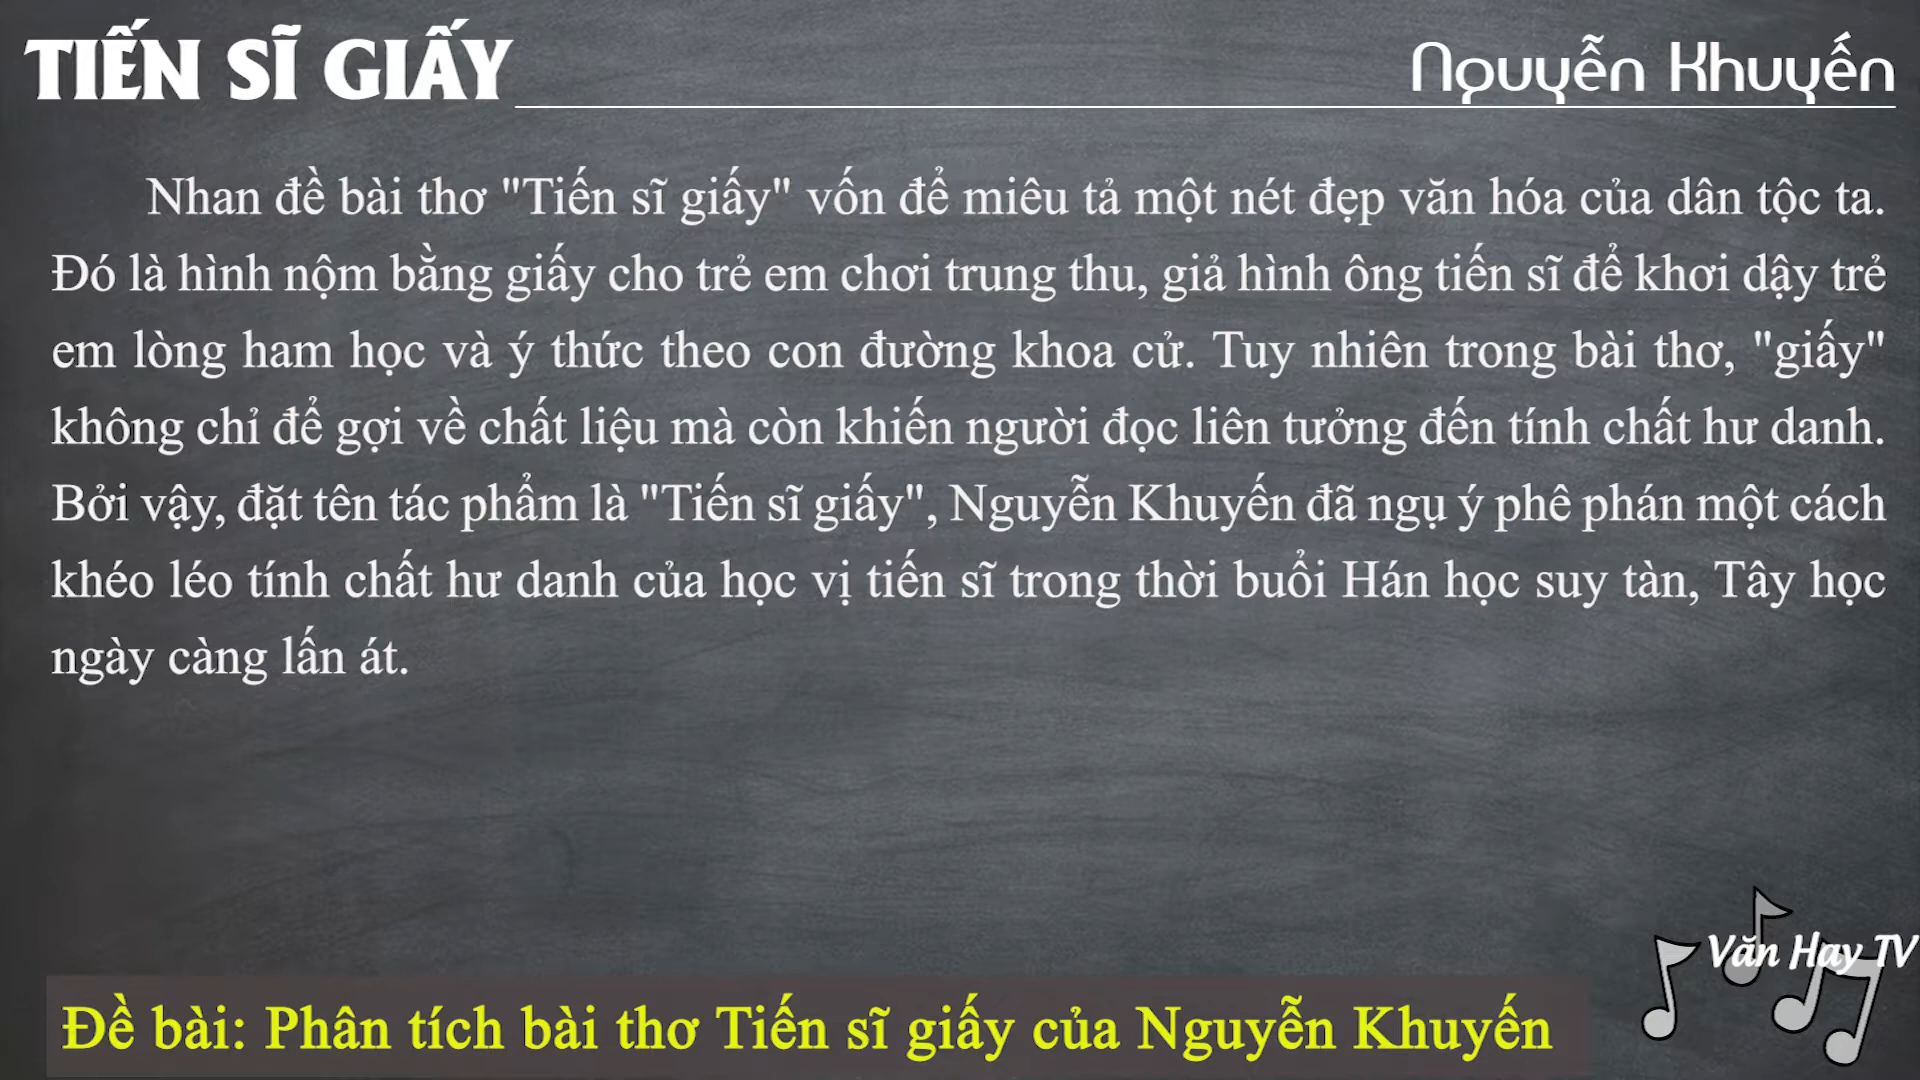 TIẾN SĨ GIẤY
Nguyễn Khuyến
Nhan đề bài thơ "Tiến sĩ giấy" vốn để miêu tả một nét đẹp văn hóa của dân tộc ta.
Đó là hình nộm bằng giấy cho trẻ em chơi trung thu, giả hình ông tiến sĩ để khơi dậy trẻ
em lòng ham học và ý thức theo con đường khoa cử. Tuy nhiên trong bài thơ, "giấy"
không chỉ để gợi về chất liệu mà còn khiến người đọc liên tưởng đến tính chất hư danh.
Bởi vậy, đặt tên tác phẩm là "Tiến sĩ giấy", Nguyễn Khuyến đã ngụ ý phê phán một cách
khéo léo tính chất hư danh của học vị tiến sĩ trong thời buổi Hán học suy tàn, Tây học
ngày càng lấn át.
Văn Hay TV
Đề bài: Phân tích bài thơ Tiến sĩ giấy của Nguyễn Khuyến